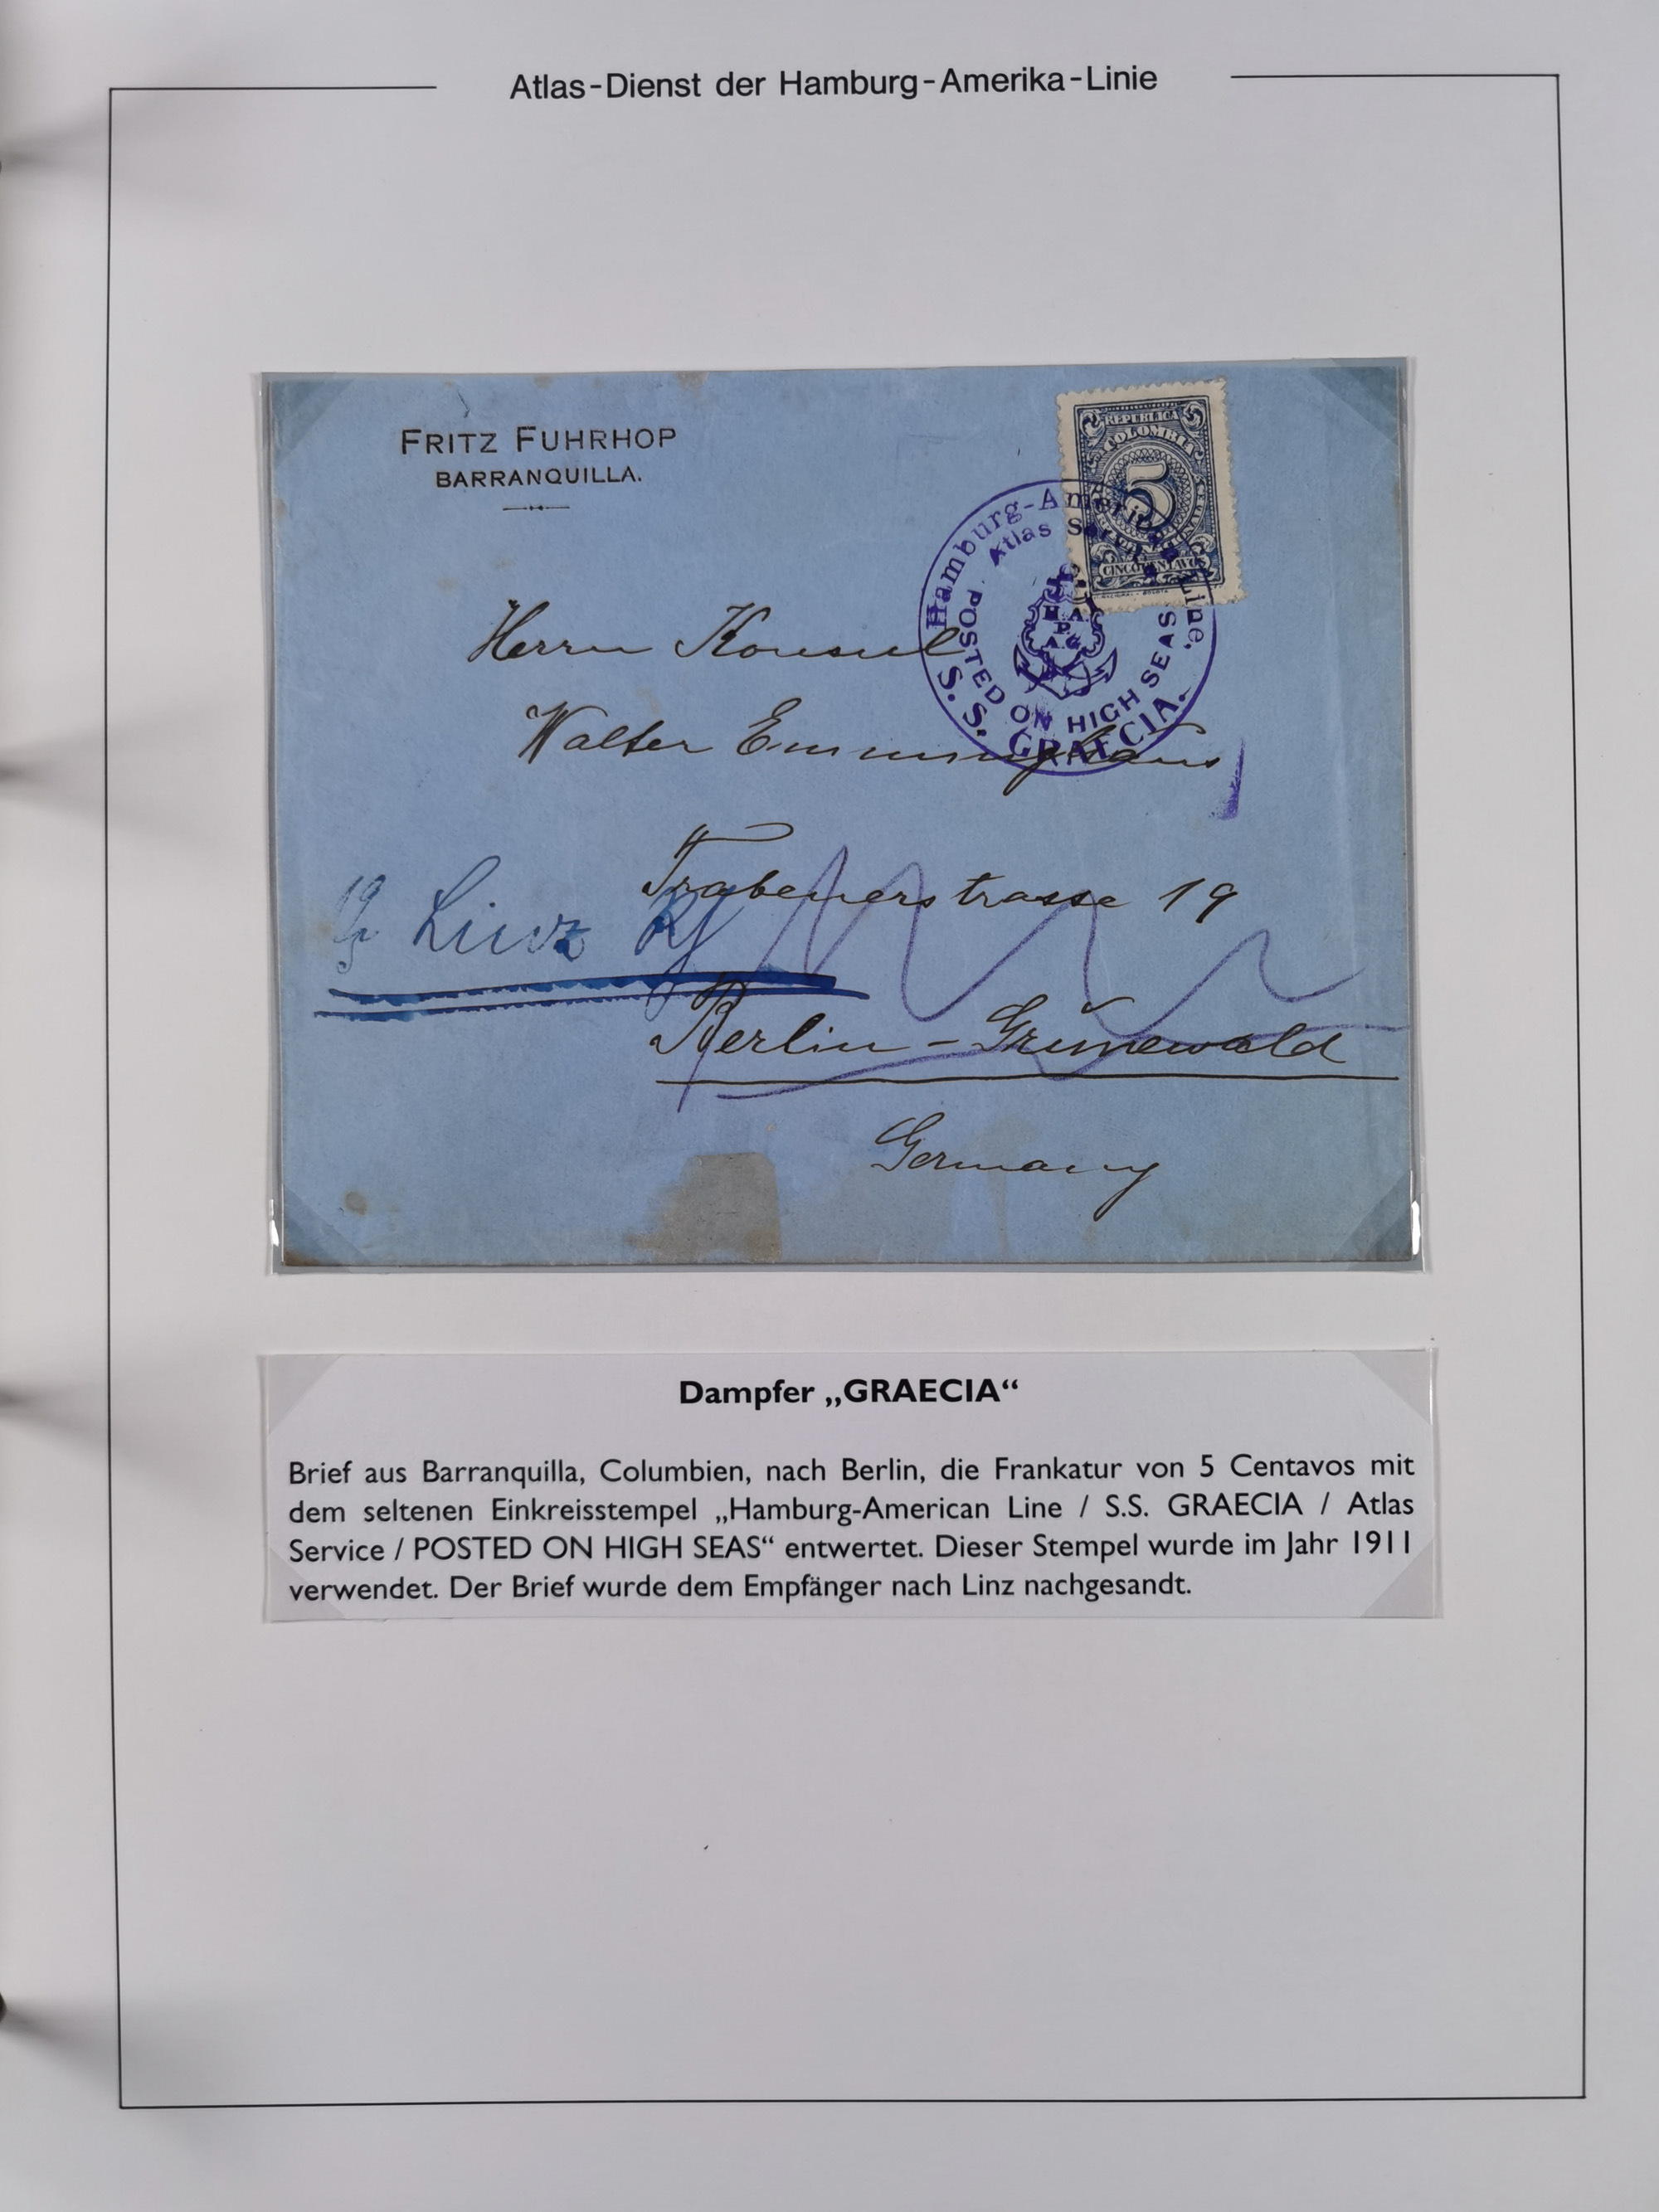 Atlas-Dienst der Hamburg-Amerika-Linie
FRITZ FUHRHOP
BARRANQUILLA.
REPUBLICA
COLOMBIA
5
CINCO CENTAVOS
Hamburg-American Line.
Atlas Service
H.A.
P.A.
A.G.
POSTED ON HIGH SEAS
S.S. GRAECIA.
Herrn Konsul
Walter Emminghaus
Trabenerstrasse 19
Linz
Berlin-Grunewald
Germany
Dampfer „GRAECIA“
Brief aus Barranquilla, Columbien, nach Berlin, die Frankatur von 5 Centavos mit
dem seltenen Einkreisstempel „Hamburg-American Line / S.S. GRAECIA / Atlas
Service / POSTED ON HIGH SEAS“ entwertet. Dieser Stempel wurde im Jahr 1911
verwendet. Der Brief wurde dem Empfänger nach Linz nachgesandt.